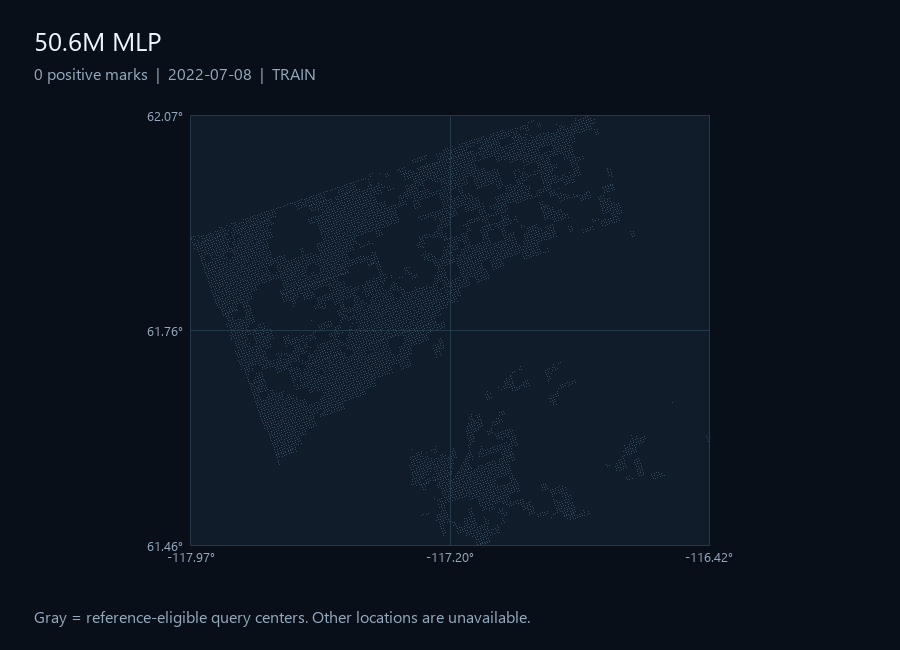 50.6M MLP
0 positive marks | 2022-07-08 | TRAIN
62.07°
61.76°
61.46°
-117.97° -117.20° -116.42°
Gray = reference-eligible query centers. Other locations are unavailable.